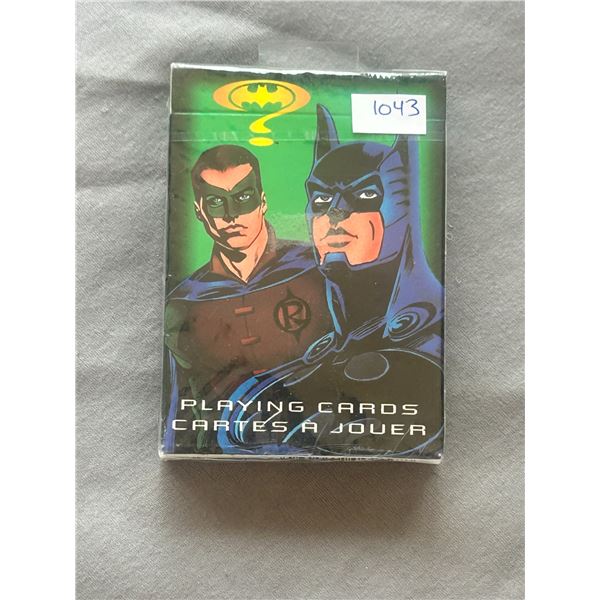 1043
R
PLAYING CARDS
CARTES À JOUER